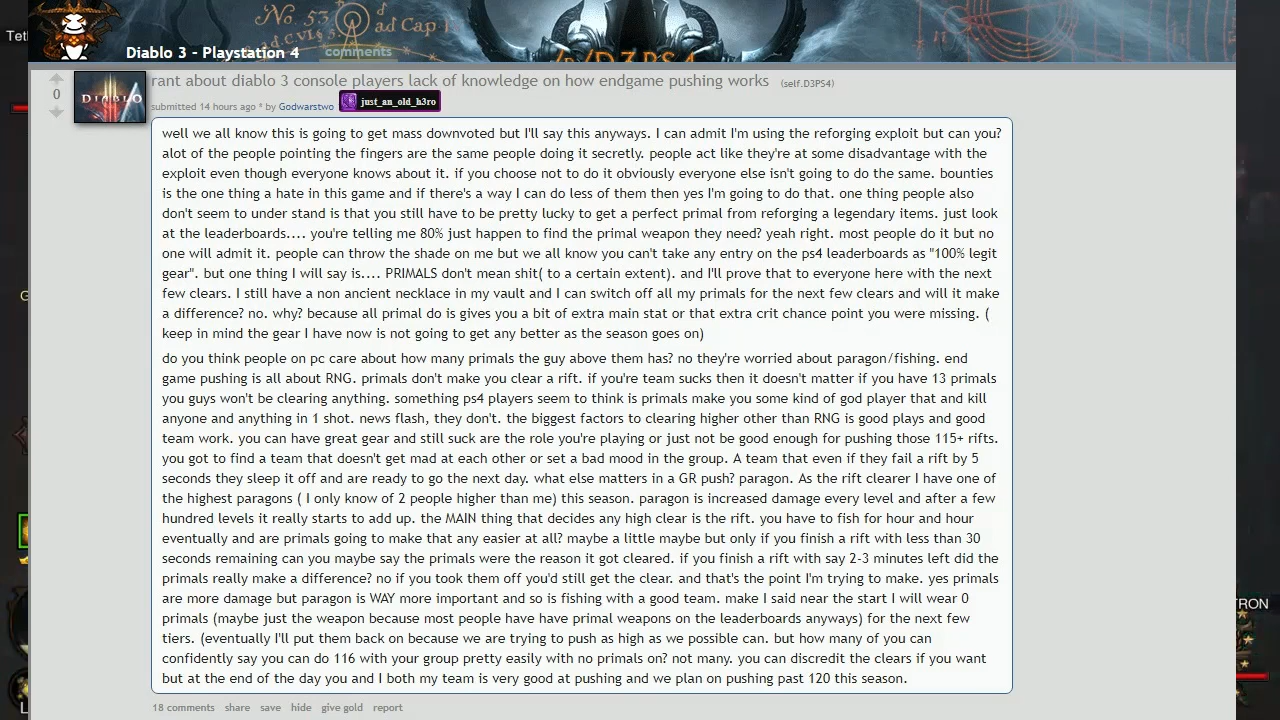 No. 53
ad Cap
Tetl
Diablo 3 - Playstation 4
comments
/r/D3PS4
rant about diablo 3 console players lack of knowledge on how endgame pushing works (self.D3PS4)
0
DIABLO
submitted 14 hours ago * by Godwarstwo just_an_old_h3ro
well we all know this is going to get mass downvoted but I'll say this anyways. I can admit I'm using the reforging exploit but can you?
alot of the people pointing the fingers are the same people doing it secretly. people act like they're at some disadvantage with the
exploit even though everyone knows about it. if you choose not to do it obviously everyone else isn't going to do the same. bounties
is the one thing a hate in this game and if there's a way I can do less of them then yes I'm going to do that. one thing people also
don't seem to under stand is that you still have to be pretty lucky to get a perfect primal from reforging a legendary items. just look
at the leaderboards.... you're telling me 80% just happen to find the primal weapon they need? yeah right. most people do it but no
one will admit it. people can throw the shade on me but we all know you can't take any entry on the ps4 leaderboards as "100% legit
gear". but one thing I will say is.... PRIMALS don't mean shit( to a certain extent). and I'll prove that to everyone here with the next
few clears. I still have a non ancient necklace in my vault and I can switch off all my primals for the next few clears and will it make
a difference? no. why? because all primal do is gives you a bit of extra main stat or that extra crit chance point you were missing. (
keep in mind the gear I have now is not going to get any better as the season goes on)
do you think people on pc care about how many primals the guy above them has? no they're worried about paragon/fishing. end
game pushing is all about RNG. primals don't make you clear a rift. if you're team sucks then it doesn't matter if you have 13 primals
you guys won't be clearing anything. something ps4 players seem to think is primals make you some kind of god player that and kill
anyone and anything in 1 shot. news flash, they don't. the biggest factors to clearing higher other than RNG is good plays and good
team work. you can have great gear and still suck are the role you're playing or just not be good enough for pushing those 115+ rifts.
you got to find a team that doesn't get mad at each other or set a bad mood in the group. A team that even if they fail a rift by 5
seconds they sleep it off and are ready to go the next day. what else matters in a GR push? paragon. As the rift clearer I have one of
the highest paragons ( I only know of 2 people higher than me) this season. paragon is increased damage every level and after a few
hundred levels it really starts to add up. the MAIN thing that decides any high clear is the rift. you have to fish for hour and hour
eventually and are primals going to make that any easier at all? maybe a little maybe but only if you finish a rift with less than 30
seconds remaining can you maybe say the primals were the reason it got cleared. if you finish a rift with say 2-3 minutes left did the
primals really make a difference? no if you took them off you'd still get the clear. and that's the point I'm trying to make. yes primals
are more damage but paragon is WAY more important and so is fishing with a good team. make I said near the start I will wear 0
primals (maybe just the weapon because most people have have primal weapons on the leaderboards anyways) for the next few
tiers. (eventually I'll put them back on because we are trying to push as high as we possible can. but how many of you can
confidently say you can do 116 with your group pretty easily with no primals on? not many. you can discredit the clears if you want
but at the end of the day you and I both my team is very good at pushing and we plan on pushing past 120 this season.
TRON
18 comments share save hide give gold report